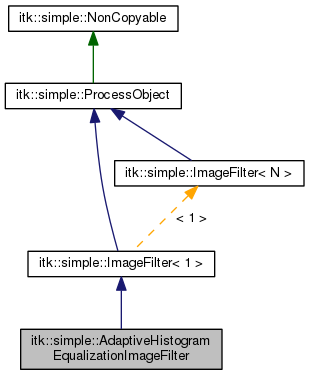 itk::simple::NonCopyable
itk::simple::ProcessObject
itk::simple::ImageFilter< N >
< 1 >
itk::simple::ImageFilter< 1 >
itk::simple::AdaptiveHistogram
EqualizationImageFilter